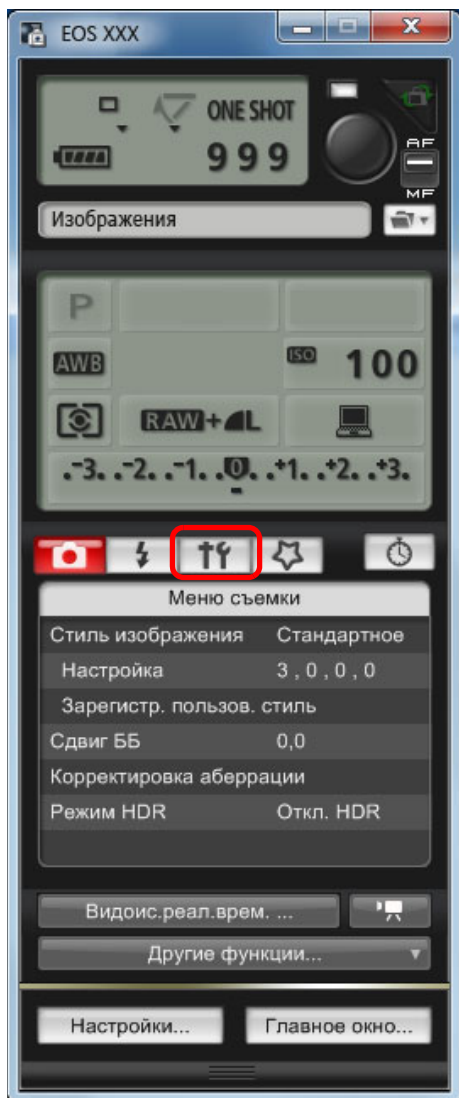 EOS XXX
ONE SHOT
999
AF
MF
Изображения
P
AWB
ISO 100
RAW+L
.-3. .-2. .-1. .0. .+1. .+2. .+3.
Меню съемки
Стиль изображения Стандартное
Настройка 3 , 0 , 0 , 0
Зарегистр. пользов. стиль
Сдвиг ББ 0,0
Корректировка аберрации
Режим HDR Откл. HDR
Видоис.реал.врем. ...
Другие функции...
Настройки... Главное окно...